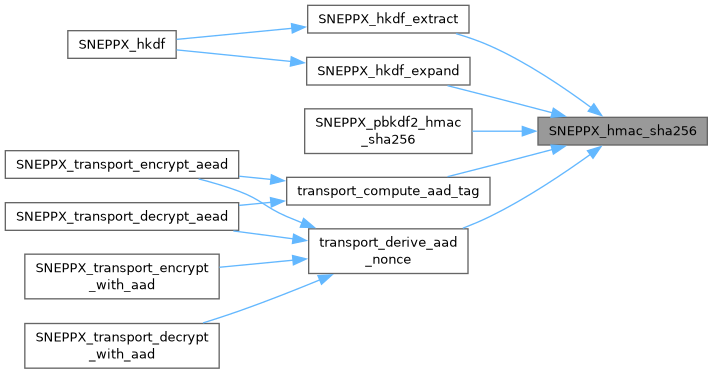 SNEPPX_hkdf
SNEPPX_hkdf_extract
SNEPPX_hkdf_expand
SNEPPX_pbkdf2_hmac
_sha256
SNEPPX_hmac_sha256
SNEPPX_transport_encrypt_aead
transport_compute_aad_tag
SNEPPX_transport_decrypt_aead
transport_derive_aad
_nonce
SNEPPX_transport_encrypt
_with_aad
SNEPPX_transport_decrypt
_with_aad